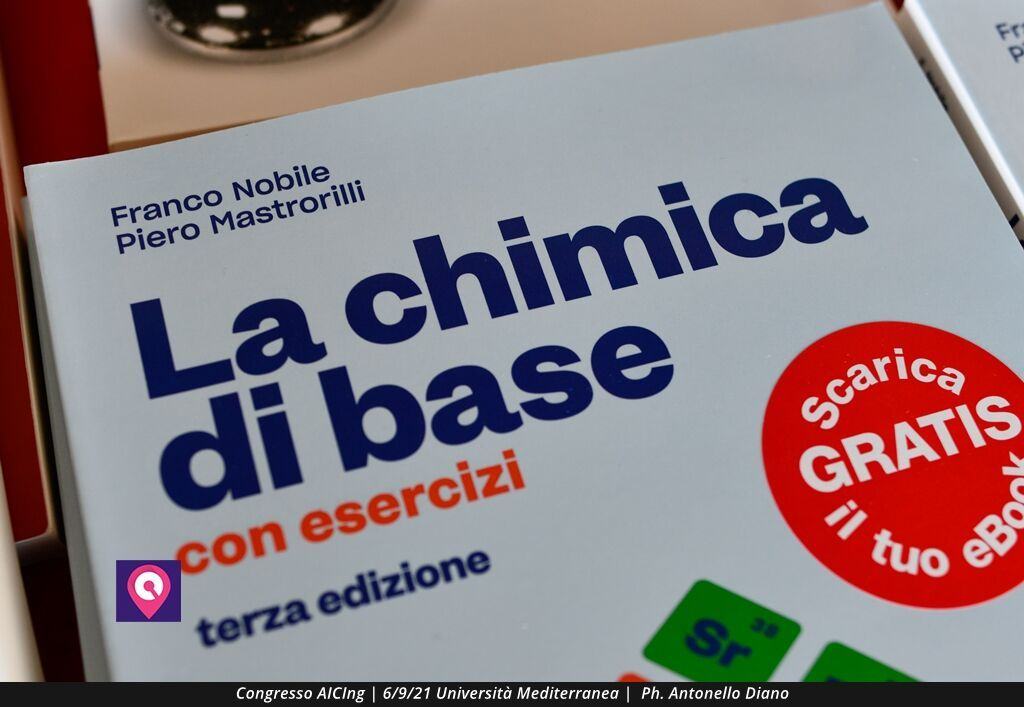 Franco Nobile
Piero Mastrorilli
La chimica
di base
con esercizi
terza edizione
Scarica
GRATIS
il tuo eBook
Sr 38
Congresso AICIng | 6/9/21 Università Mediterranea | Ph. Antonello Diano